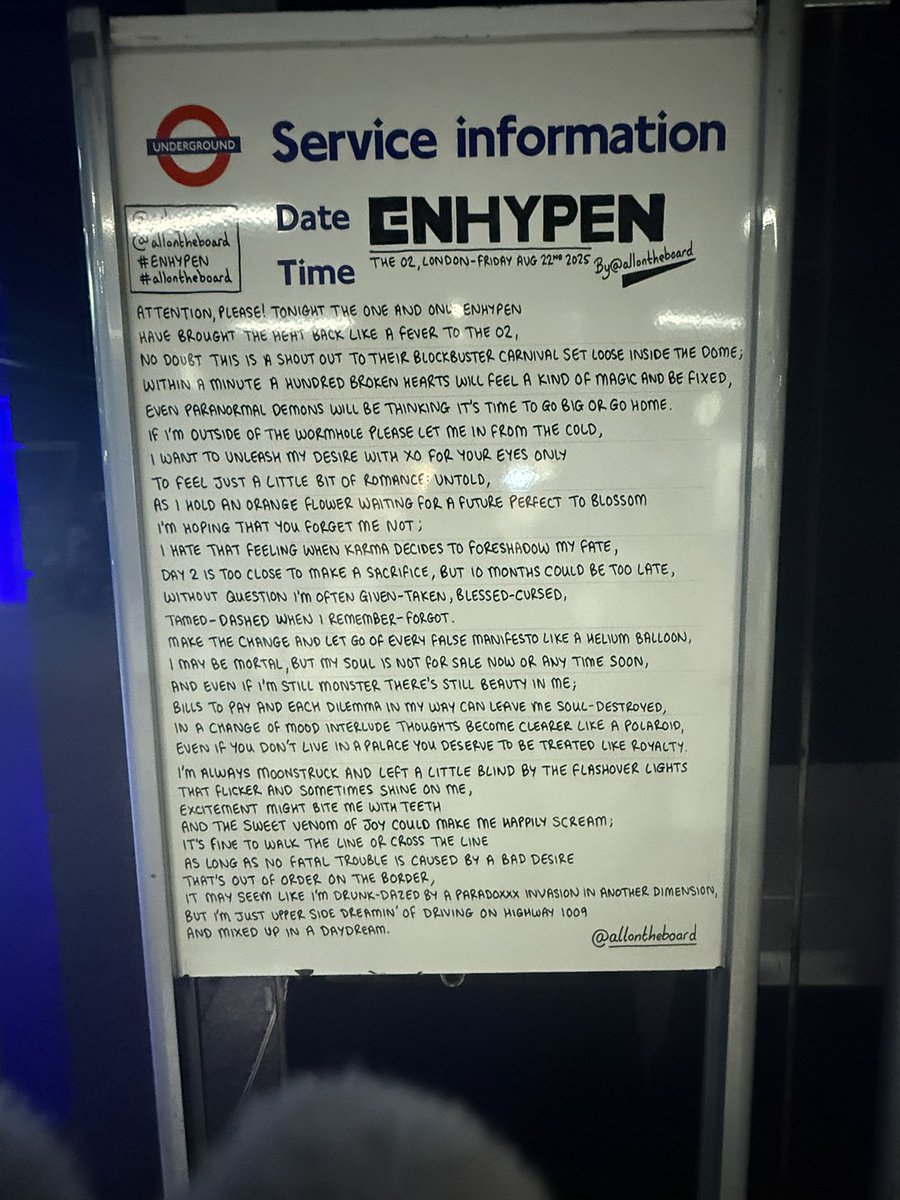 UNDERGROUND
Service information
Date ENHYPEN
Time THE O2, LONDON-FRIDAY AUG 22ND 2025 By@allontheboard
@allontheboard
#ENHYPEN
#allontheboard
ATTENTION, PLEASE! TONIGHT THE ONE AND ONLY ENHYPEN
HAVE BROUGHT THE HEAT BACK LIKE A FEVER TO THE O2,
NO DOUBT THIS IS A SHOUT OUT TO THEIR BLOCKBUSTER CARNIVAL SET LOOSE INSIDE THE DOME;
WITHIN A MINUTE A HUNDRED BROKEN HEARTS WILL FEEL A KIND OF MAGIC AND BE FIXED,
EVEN PARANORMAL DEMONS WILL BE THINKING IT'S TIME TO GO BIG OR GO HOME.
IF I'M OUTSIDE OF THE WORMHOLE PLEASE LET ME IN FROM THE COLD,
I WANT TO UNLEASH MY DESIRE WITH XO FOR YOUR EYES ONLY
TO FEEL JUST A LITTLE BIT OF ROMANCE: UNTOLD,
AS I HOLD AN ORANGE FLOWER WAITING FOR A FUTURE PERFECT TO BLOSSOM
I'M HOPING THAT YOU FORGET ME NOT;
I HATE THAT FEELING WHEN KARMA DECIDES TO FORESHADOW MY FATE,
DAY 2 IS TOO CLOSE TO MAKE A SACRIFICE, BUT 10 MONTHS COULD BE TOO LATE,
WITHOUT QUESTION I'M OFTEN GIVEN-TAKEN, BLESSED-CURSED,
TAMED-DASHED WHEN I REMEMBER-FORGOT.
MAKE THE CHANGE AND LET GO OF EVERY FALSE MANIFESTO LIKE A HELIUM BALLOON,
I MAY BE MORTAL, BUT MY SOUL IS NOT FOR SALE NOW OR ANY TIME SOON,
AND EVEN IF I'M STILL MONSTER THERE'S STILL BEAUTY IN ME;
BILLS TO PAY AND EACH DILEMMA IN MY WAY CAN LEAVE ME SOUL-DESTROYED,
IN A CHANGE OF MOOD INTERLUDE THOUGHTS BECOME CLEARER LIKE A POLAROID,
EVEN IF YOU DON'T LIVE IN A PALACE YOU DESERVE TO BE TREATED LIKE ROYALTY.
I'M ALWAYS MOONSTRUCK AND LEFT A LITTLE BLIND BY THE FLASHOVER LIGHTS
THAT FLICKER AND SOMETIMES SHINE ON ME,
EXCITEMENT MIGHT BITE ME WITH TEETH
AND THE SWEET VENOM OF JOY COULD MAKE ME HAPPILY SCREAM;
IT'S FINE TO WALK THE LINE OR CROSS THE LINE
AS LONG AS NO FATAL TROUBLE IS CAUSED BY A BAD DESIRE
THAT'S OUT OF ORDER ON THE BORDER,
IT MAY SEEM LIKE I'M DRUNK-DAZED BY A PARADOXXX INVASION IN ANOTHER DIMENSION,
BUT I'M JUST UPPER SIDE DREAMIN' OF DRIVING ON HIGHWAY 1009
AND MIXED UP IN A DAYDREAM.
@allontheboard